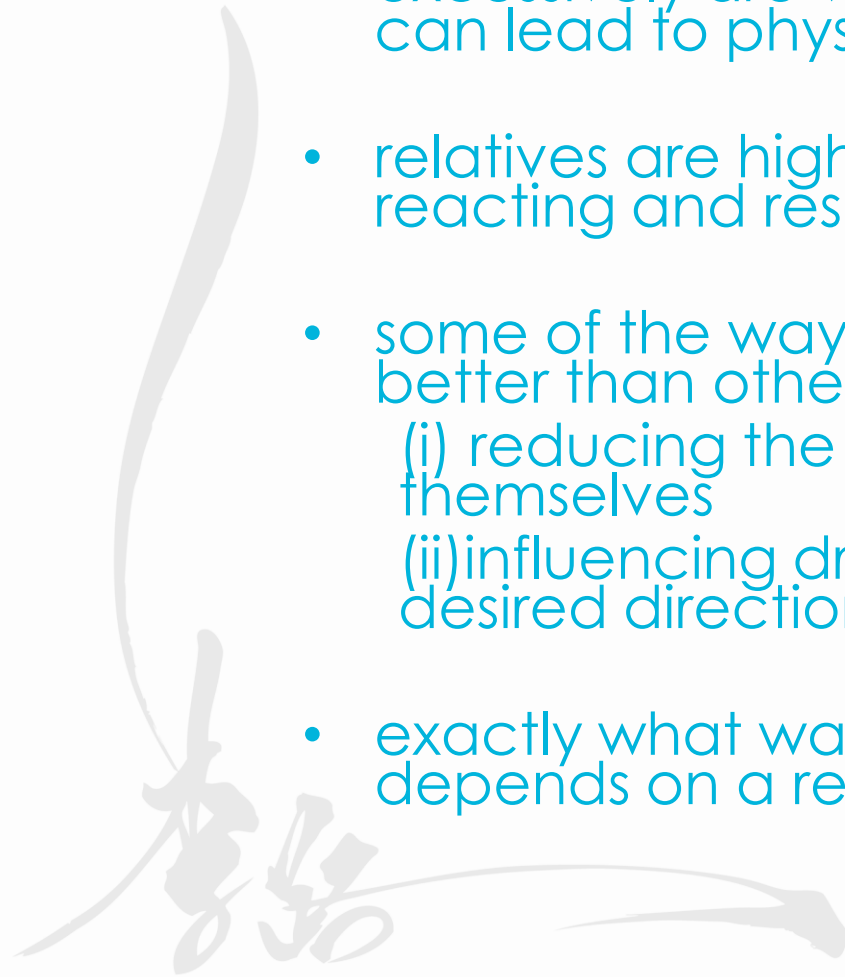 can lead to phys
• relatives are high
reacting and res
• some of the way
better than othe
(i) reducing the
themselves
(ii)influencing dr
desired direction
• exactly what wa
depends on a re